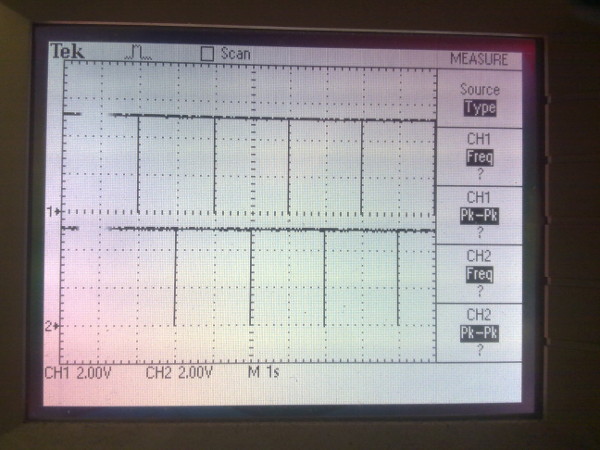 Tek Scan MEASURE
Source
Type
CH1
Freq
?
CH1
Pk-Pk
?
CH2
Freq
?
CH2
Pk-Pk
?
1
2
CH1 2.00V CH2 2.00V M 1s